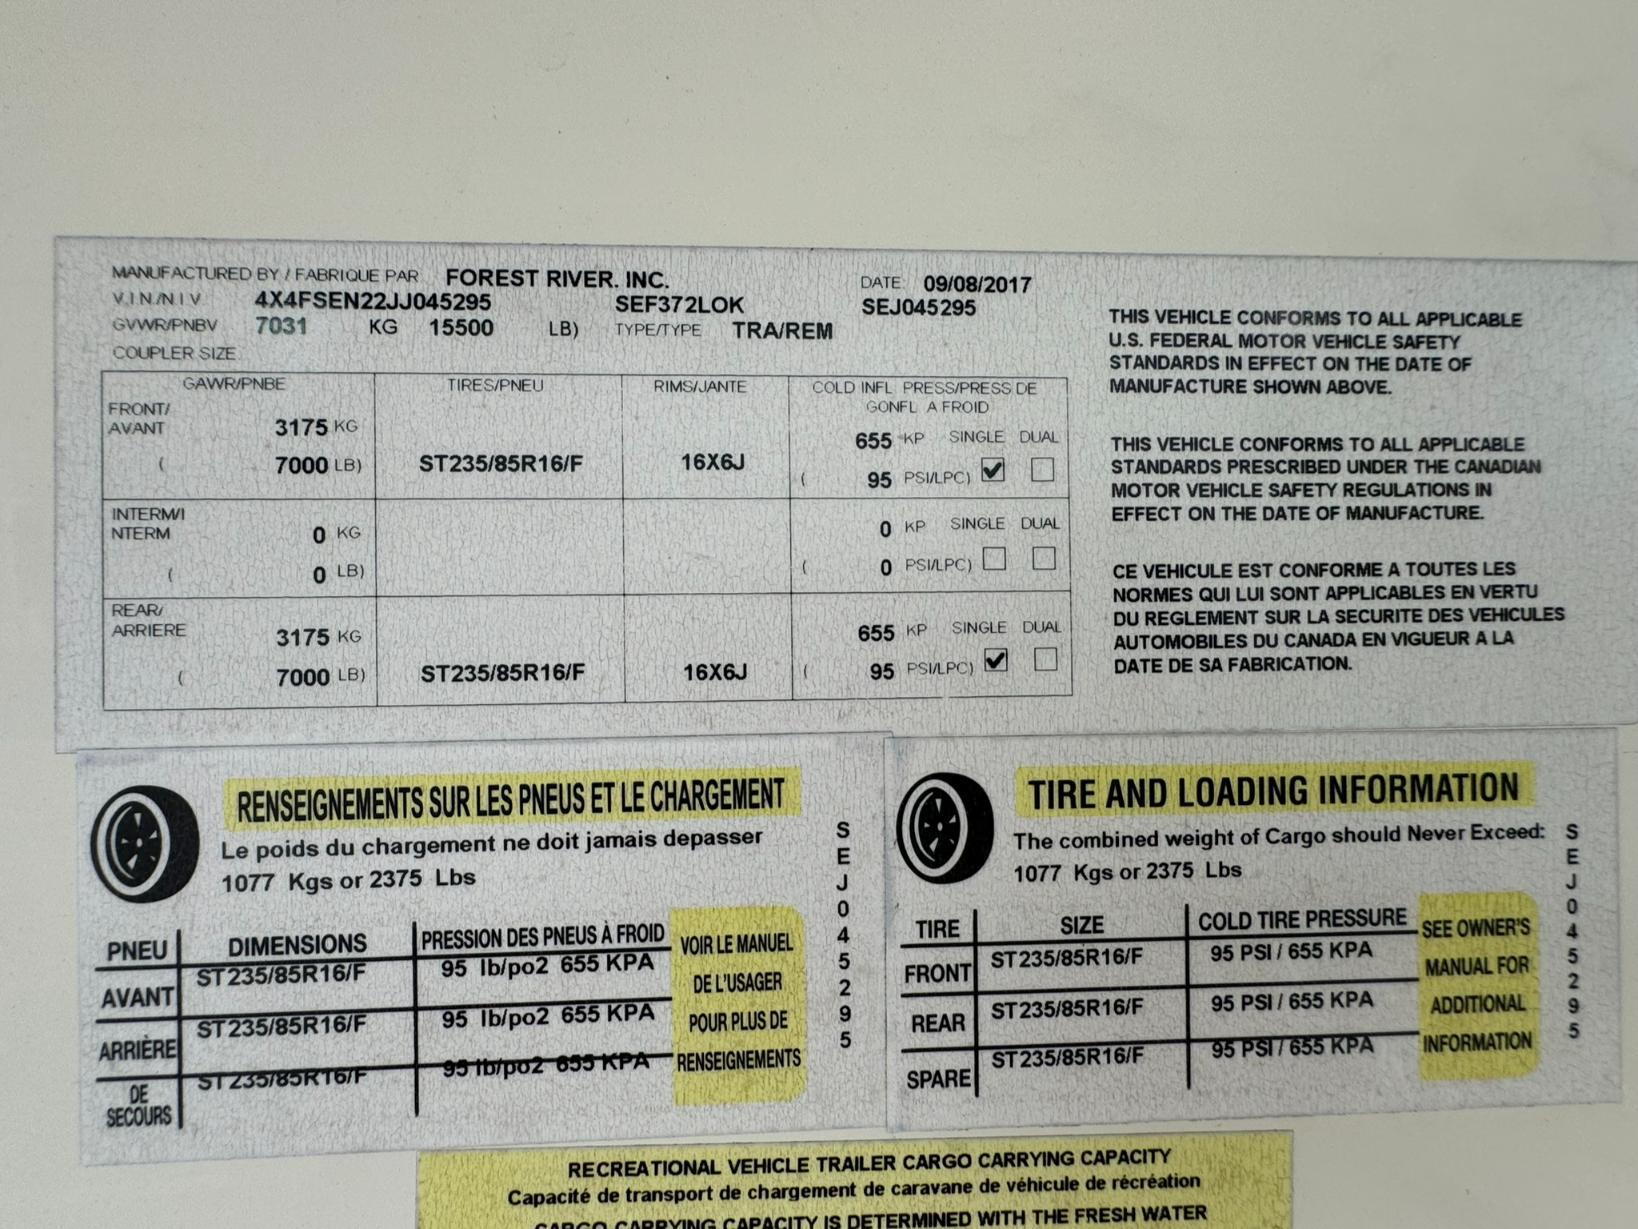 MANUFACTURED BY / FABRIQUE PAR FOREST RIVER. INC. DATE 09/08/2017
V.I.N./N I V 4X4FSEN22JJ045295 SEF372LOK SEJ045295
GVWR/PNBV 7031 KG 15500 LB) TYPE/TYPE TRA/REM
COUPLER SIZE
GAWR/PNBE TIRES/PNEU RIMS/JANTE COLD INFL PRESS/PRESS DE
GONFL A FROID
FRONT/
AVANT 3175 KG 655 KP SINGLE DUAL
( 7000 LB) ST235/85R16/F 16X6J ( 95 PSI/LPC)
INTERM/I
NTERM 0 KG 0 KP SINGLE DUAL
( 0 LB) ( 0 PSI/LPC)
REAR/
ARRIERE 3175 KG 655 KP SINGLE DUAL
( 7000 LB) ST235/85R16/F 16X6J ( 95 PSI/LPC)
THIS VEHICLE CONFORMS TO ALL APPLICABLE
U.S. FEDERAL MOTOR VEHICLE SAFETY
STANDARDS IN EFFECT ON THE DATE OF
MANUFACTURE SHOWN ABOVE.
THIS VEHICLE CONFORMS TO ALL APPLICABLE
STANDARDS PRESCRIBED UNDER THE CANADIAN
MOTOR VEHICLE SAFETY REGULATIONS IN
EFFECT ON THE DATE OF MANUFACTURE.
CE VEHICULE EST CONFORME A TOUTES LES
NORMES QUI LUI SONT APPLICABLES EN VERTU
DU REGLEMENT SUR LA SECURITE DES VEHICULES
AUTOMOBILES DU CANADA EN VIGUEUR A LA
DATE DE SA FABRICATION.
RENSEIGNEMENTS SUR LES PNEUS ET LE CHARGEMENT
Le poids du chargement ne doit jamais depasser
1077 Kgs or 2375 Lbs
PNEU DIMENSIONS PRESSION DES PNEUS À FROID
AVANT ST235/85R16/F 95 lb/po2 655 KPA
ARRIÈRE ST235/85R16/F 95 lb/po2 655 KPA
DE
SECOURS ST235/85R16/F 95 lb/po2 655 KPA
VOIR LE MANUEL
DE L'USAGER
POUR PLUS DE
RENSEIGNEMENTS
SEJ045295
TIRE AND LOADING INFORMATION
The combined weight of Cargo should Never Exceed:
1077 Kgs or 2375 Lbs
TIRE SIZE COLD TIRE PRESSURE
FRONT ST235/85R16/F 95 PSI / 655 KPA
REAR ST235/85R16/F 95 PSI / 655 KPA
SPARE ST235/85R16/F 95 PSI / 655 KPA
SEE OWNER'S
MANUAL FOR
ADDITIONAL
INFORMATION
SEJ045295
RECREATIONAL VEHICLE TRAILER CARGO CARRYING CAPACITY
Capacité de transport de chargement de caravane de véhicule de récréation
CARGO CARRYING CAPACITY IS DETERMINED WITH THE FRESH WATER